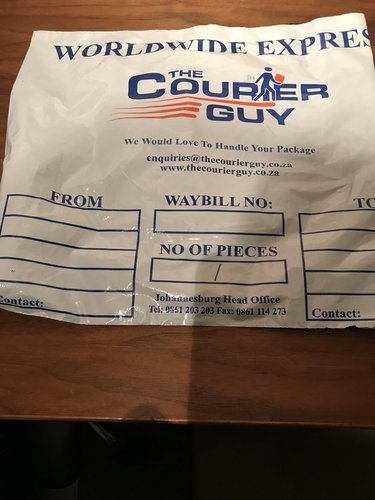 WORLDWIDE EXPRES
THE
COURIER
GUY
We Would Love To Handle Your Package
enquiries@thecourierguy.co.za
www.thecourierguy.co.za
FROM
WAYBILL NO:
TO
NO OF PIECES
/
Contact:
Johannesburg Head Office
Tel: 0861 203 203 Fax: 0861 114 273
Contact: